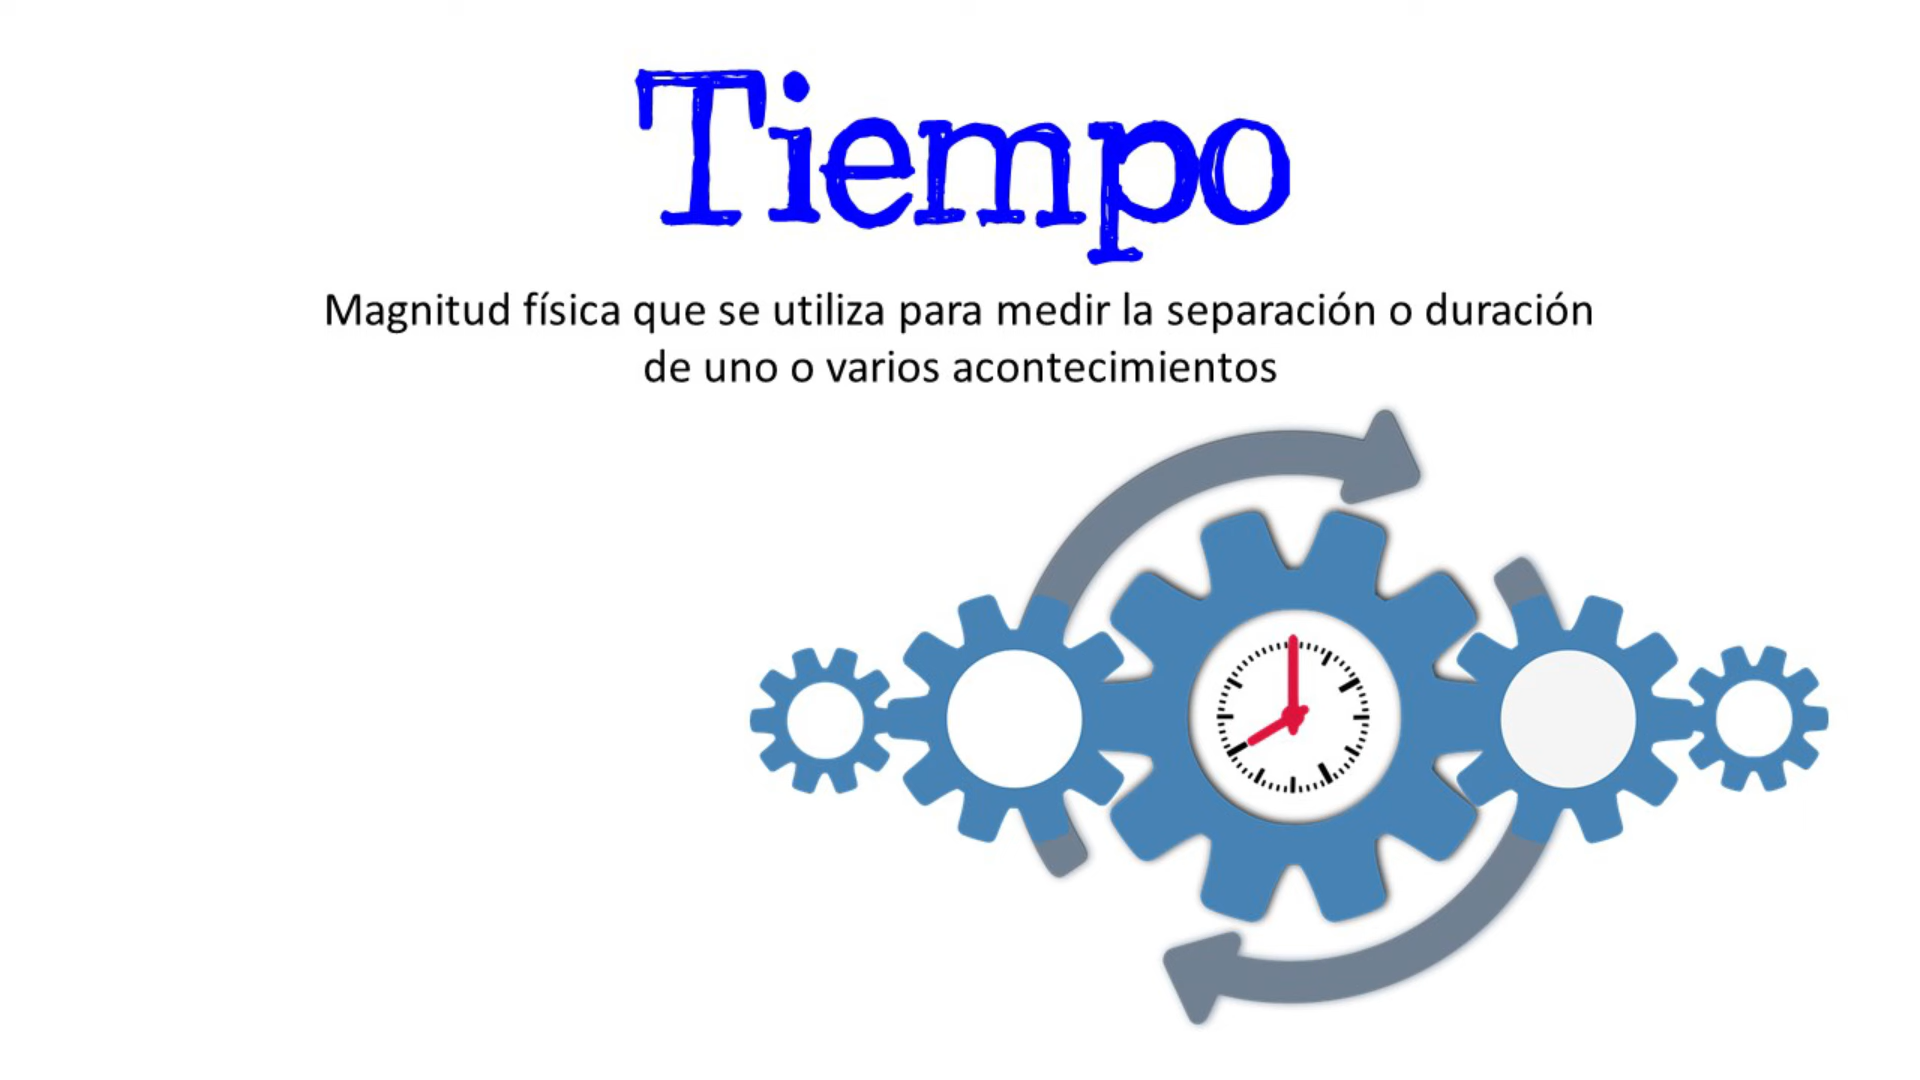 Tiempo
Magnitud física que se utiliza para medir la separación o duración
de uno o varios acontecimientos